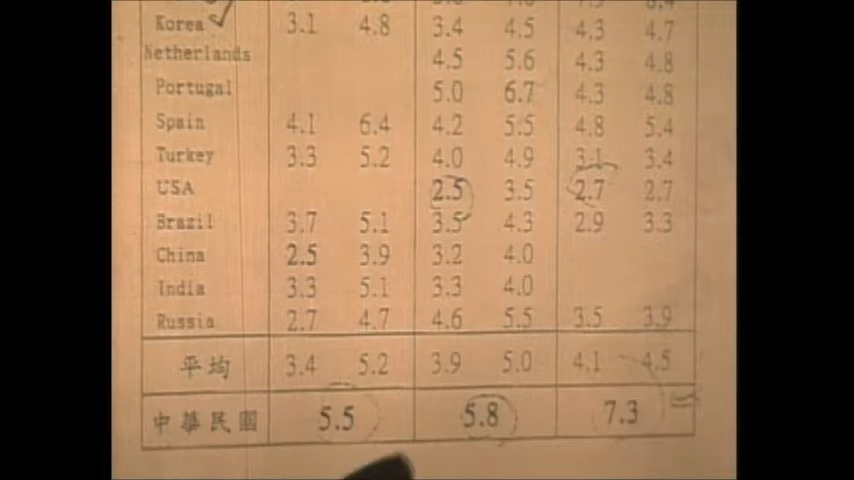 Korea 3.1 4.8 3.4 4.5 4.3 4.7
Netherlands 4.5 5.6 4.3 4.8
Portugal 5.0 6.7 4.3 4.8
Spain 4.1 6.4 4.2 5.5 4.8 5.4
Turkey 3.3 5.2 4.0 4.9 3.1 3.4
USA 2.5 3.5 2.7 2.7
Brazil 3.7 5.1 3.5 4.3 2.9 3.3
China 2.5 3.9 3.2 4.0
India 3.3 5.1 3.3 4.0
Russia 2.7 4.7 4.6 5.5 3.5 3.9
平均 3.4 5.2 3.9 5.0 4.1 4.5
中華民國 5.5 5.8 7.3